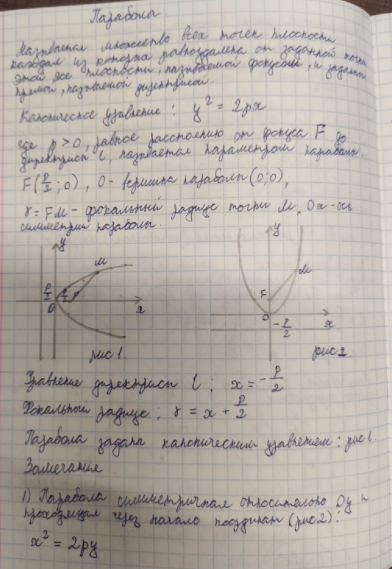 Парабола
Называется множество всех точек плоскости
каждая из которых равноудалена от заданной точки
этой же плоскости, называемой фокусом, и заданной
прямой, называемой директрисой.
Каноническое уравнение: y² = 2px
где p > 0, равное расстоянию от фокуса F до
директрисы l, называется параметром параболы.
F(p/2; 0), O - вершина параболы (0; 0),
r = FM - фокальный радиус точки M, Ox - ось
симметрии параболы.
y
M
p/2
O
x
рис 1.
y
M
F
O
-p/2
x
рис 2.
Уравнение директрисы l: x = -p/2
Фокальный радиус: r = x + p/2
Парабола задана каноническим уравнением: рис 1.
Замечание
1) Парабола симметричная относительно Oy и
проходящая через начало координат (рис 2):
x² = 2py